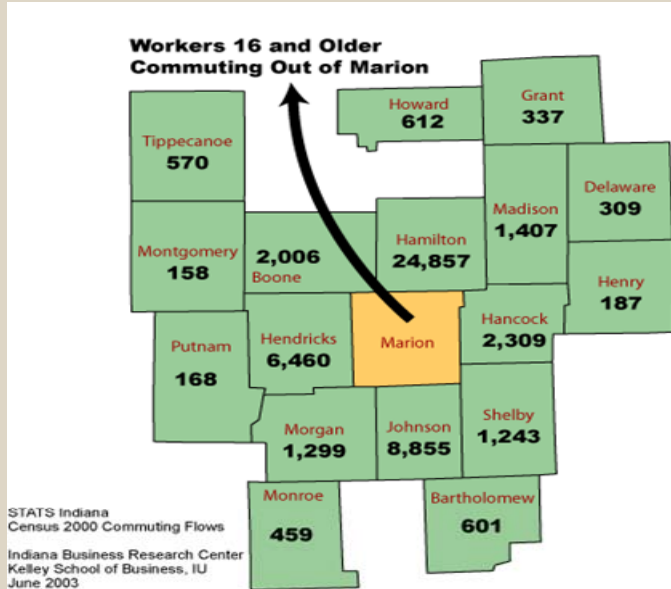 Workers 16 and Older
Commuting Out of Marion
Howard
612
Grant
337
Tippecanoe
570
Delaware
309
Madison
1,407
Montgomery
158
2,006
Boone
Hamilton
24,857
Henry
187
Putnam
168
Hendricks
6,460
Marion
Hancock
2,309
Morgan
1,299
Johnson
8,855
Shelby
1,243
Monroe
459
Bartholomew
601
STATS Indiana
Census 2000 Commuting Flows
Indiana Business Research Center
Kelley School of Business, IU
June 2003